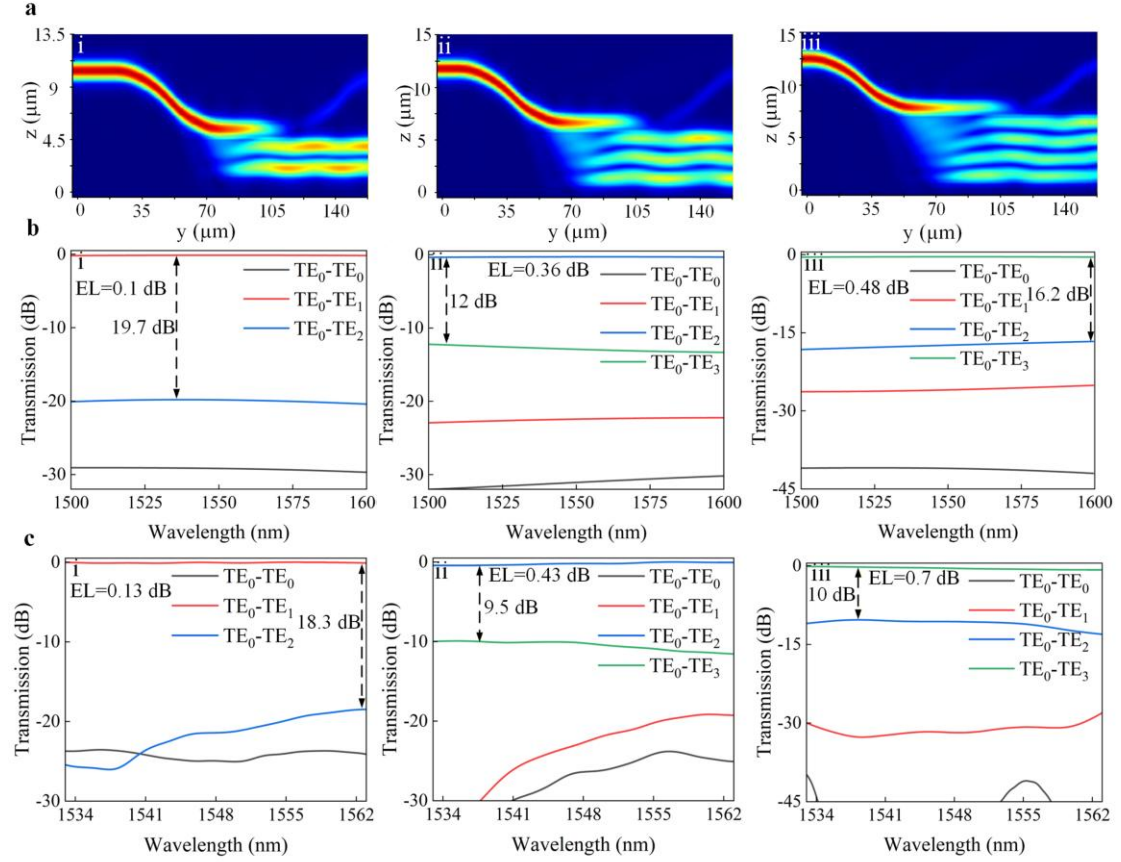 a
i
ii
iii
13.5
9
4.5
0
z (μm)
0 35 70 105 140
y (μm)
15
10
5
0
z (μm)
0 35 70 105 140
y (μm)
15
10
5
0
z (μm)
0 35 70 105 140
y (μm)
b
i
EL=0.1 dB
19.7 dB
TE₀-TE₀
TE₀-TE₁
TE₀-TE₂
0
-10
-20
-30
Transmission (dB)
1500 1525 1550 1575 1600
Wavelength (nm)
ii
EL=0.36 dB
12 dB
TE₀-TE₀
TE₀-TE₁
TE₀-TE₂
TE₀-TE₃
0
-10
-20
-30
Transmission (dB)
1500 1525 1550 1575 1600
Wavelength (nm)
iii
EL=0.48 dB
16.2 dB
TE₀-TE₀
TE₀-TE₁
TE₀-TE₂
TE₀-TE₃
0
-15
-30
-45
Transmission (dB)
1500 1525 1550 1575 1600
Wavelength (nm)
c
i
EL=0.13 dB
18.3 dB
TE₀-TE₀
TE₀-TE₁
TE₀-TE₂
0
-10
-20
-30
Transmission (dB)
1534 1541 1548 1555 1562
Wavelength (nm)
ii
EL=0.43 dB
9.5 dB
TE₀-TE₀
TE₀-TE₁
TE₀-TE₂
TE₀-TE₃
0
-10
-20
-30
Transmission (dB)
1534 1541 1548 1555 1562
Wavelength (nm)
iii
EL=0.7 dB
10 dB
TE₀-TE₀
TE₀-TE₁
TE₀-TE₂
TE₀-TE₃
0
-15
-30
-45
Transmission (dB)
1534 1541 1548 1555 1562
Wavelength (nm)